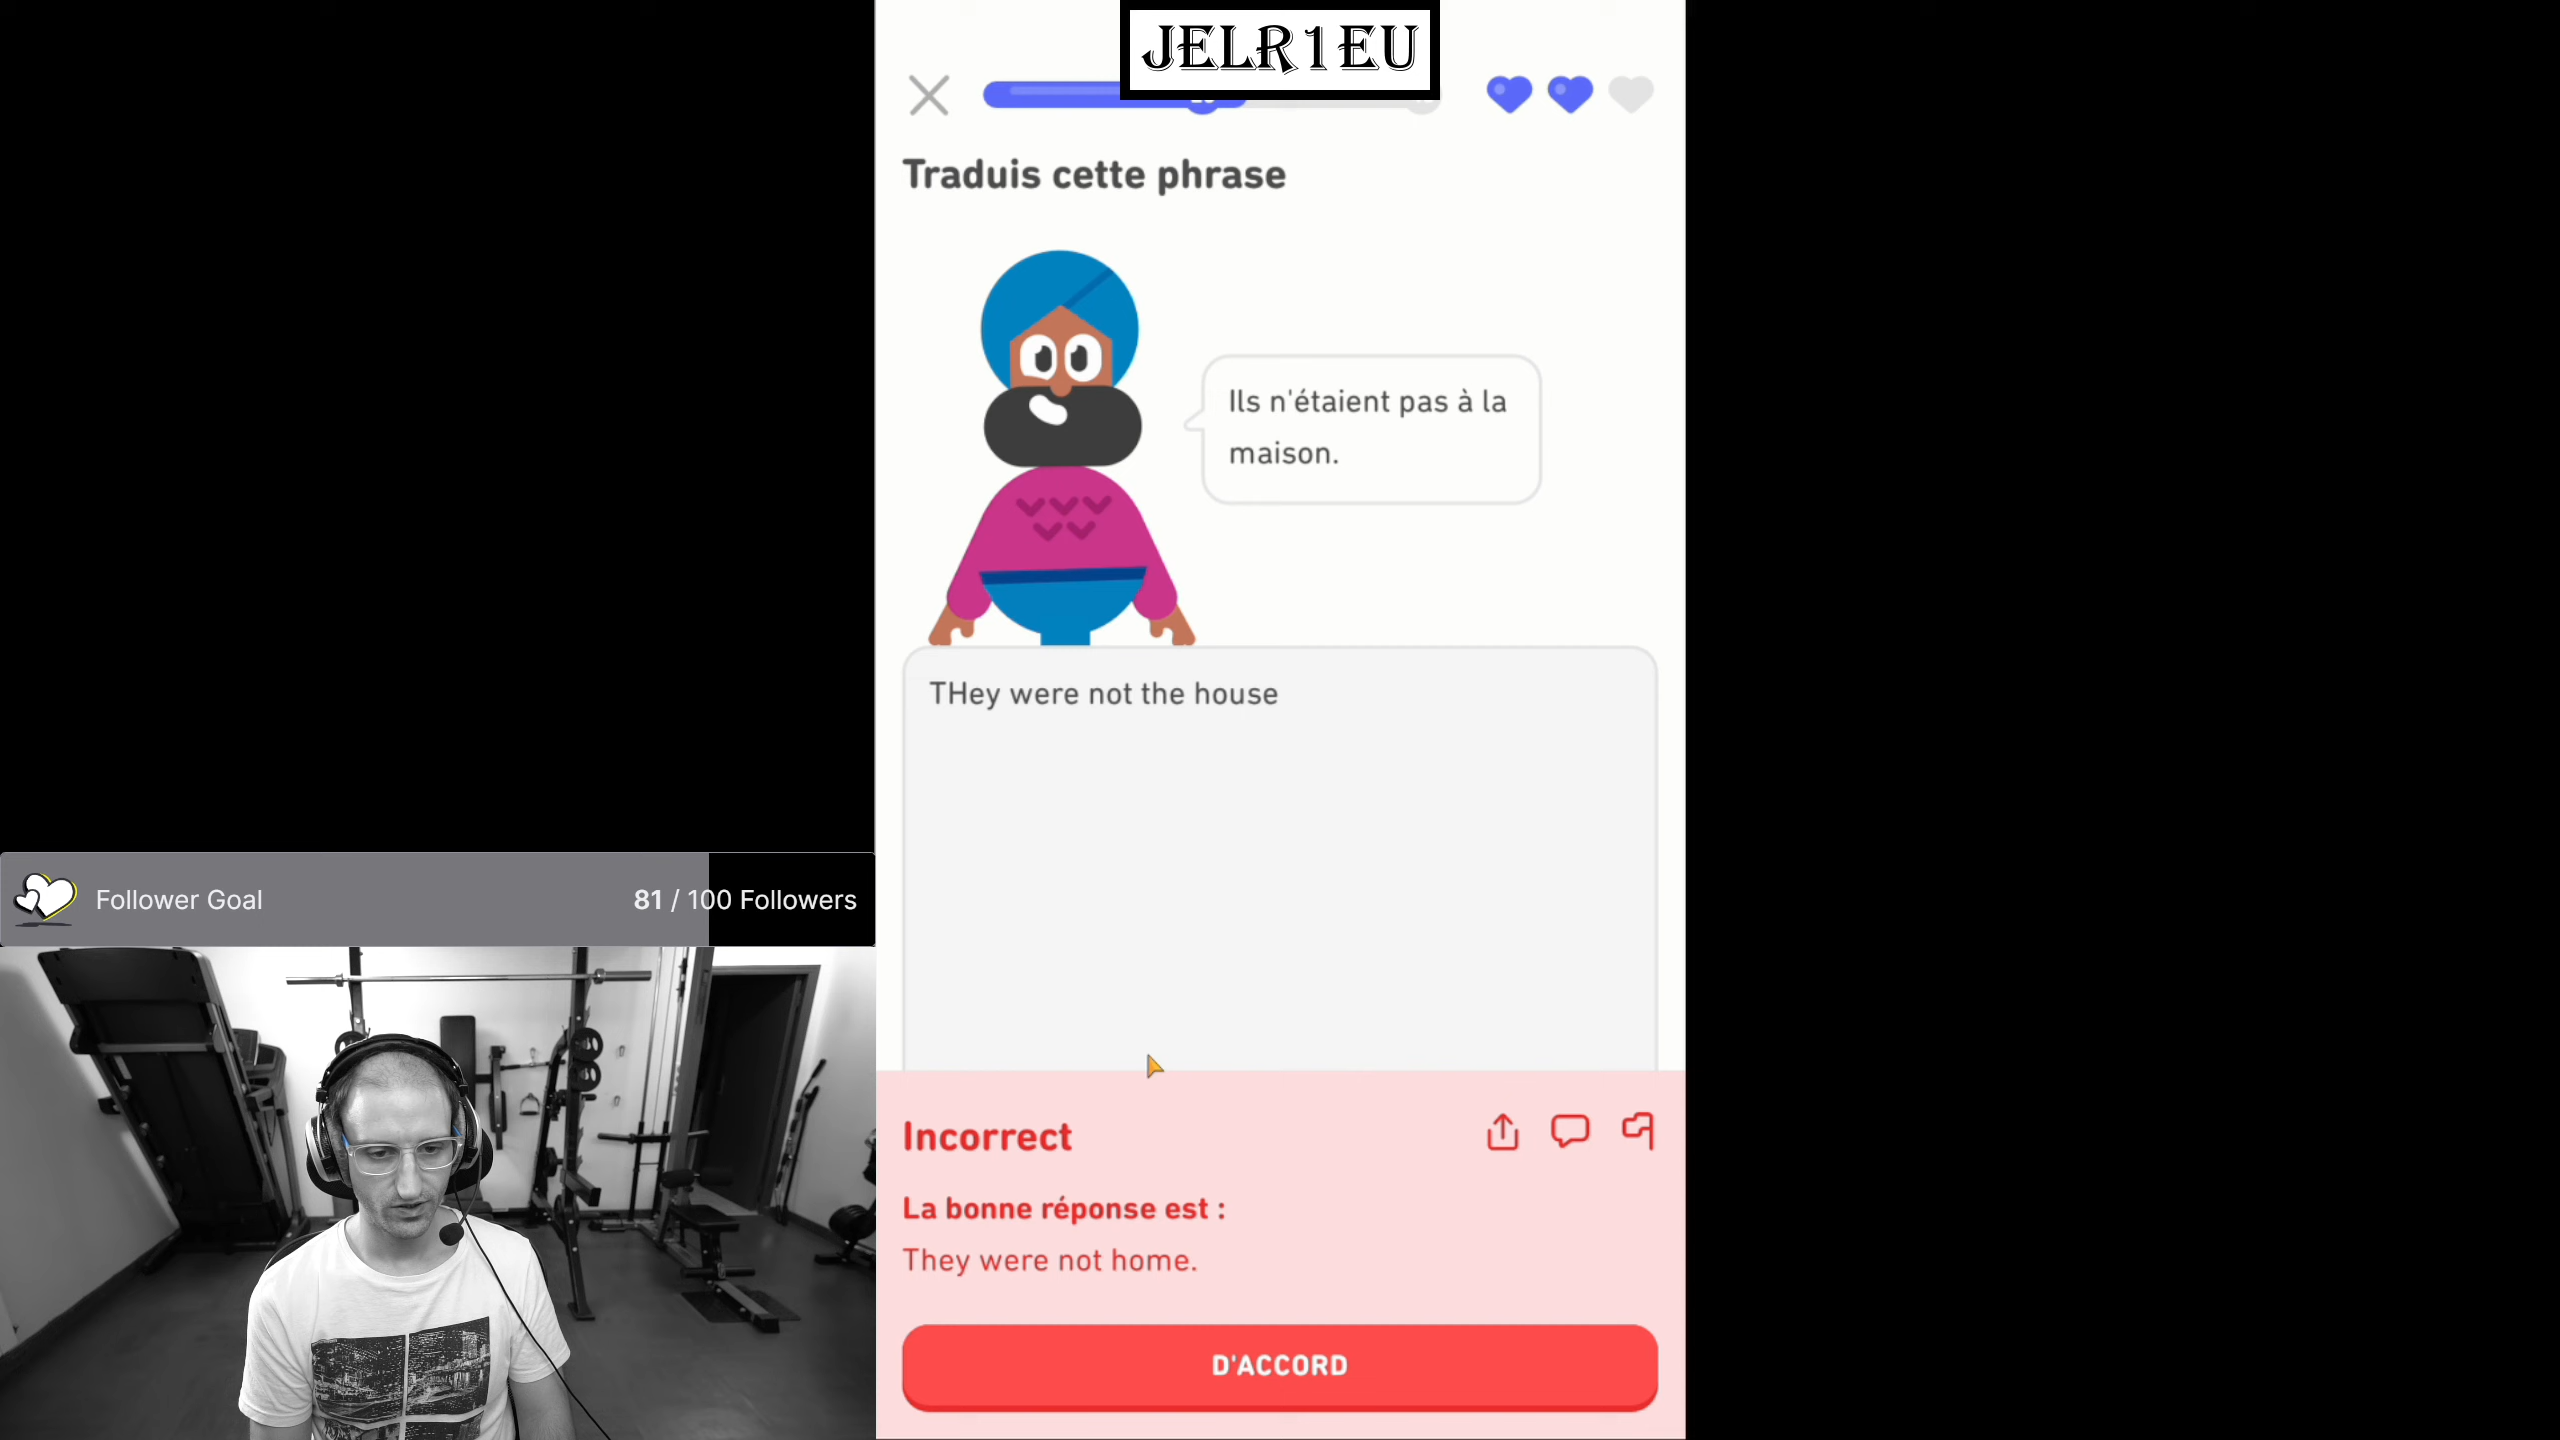 JELR1EU
Traduis cette phrase
Ils n'étaient pas à la
maison.
THey were not the house
Follower Goal
81 / 100 Followers
Incorrect
La bonne réponse est :
They were not home.
D'ACCORD